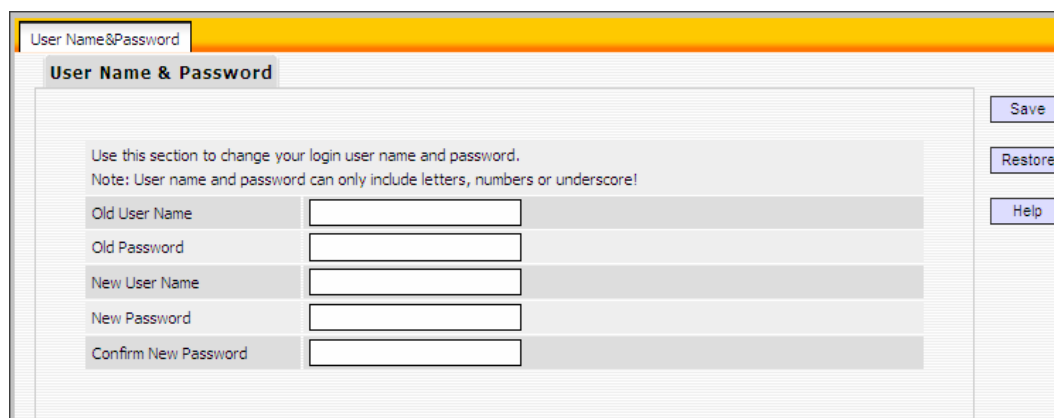 User Name&Password
User Name & Password
Save
Use this section to change your login user name and password.
Restore
Note: User name and password can only include letters, numbers or underscore!
Old User Name
Help
Old Password
New User Name
New Password
Confirm New Password